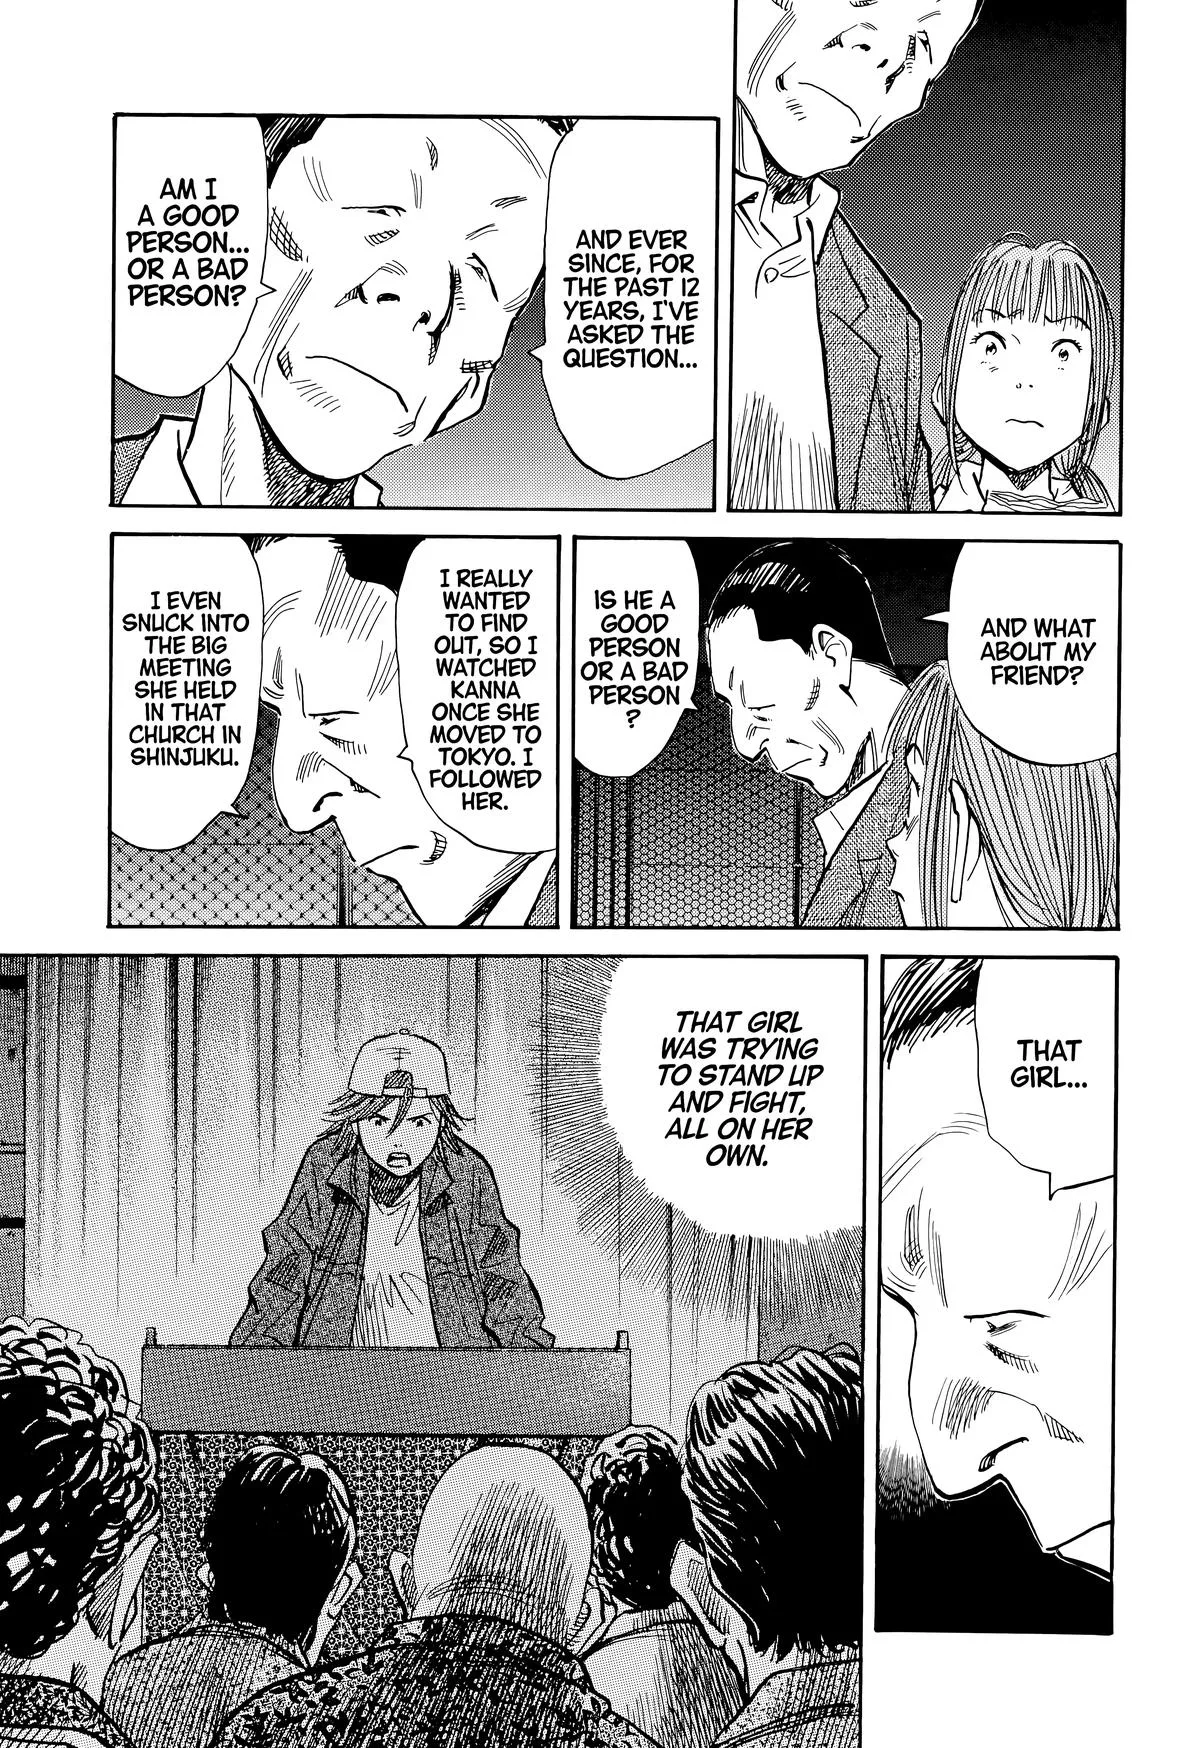 AND EVER
SINCE, FOR
THE PAST 12
YEARS, I'VE
ASKED THE
QUESTION...
AM I
A GOOD
PERSON...
OR A BAD
PERSON?
AND WHAT
ABOUT MY
FRIEND?
IS HE A
GOOD
PERSON
OR A BAD
PERSON
?
I REALLY
WANTED
TO FIND
OUT, SO I
WATCHED
KANNA
ONCE SHE
MOVED TO
TOKYO. I
FOLLOWED
HER.
I EVEN
SNUCK INTO
THE BIG
MEETING
SHE HELD
IN THAT
CHURCH IN
SHINJUKU.
THAT
GIRL...
THAT GIRL
WAS TRYING
TO STAND UP
AND FIGHT,
ALL ON HER
OWN.